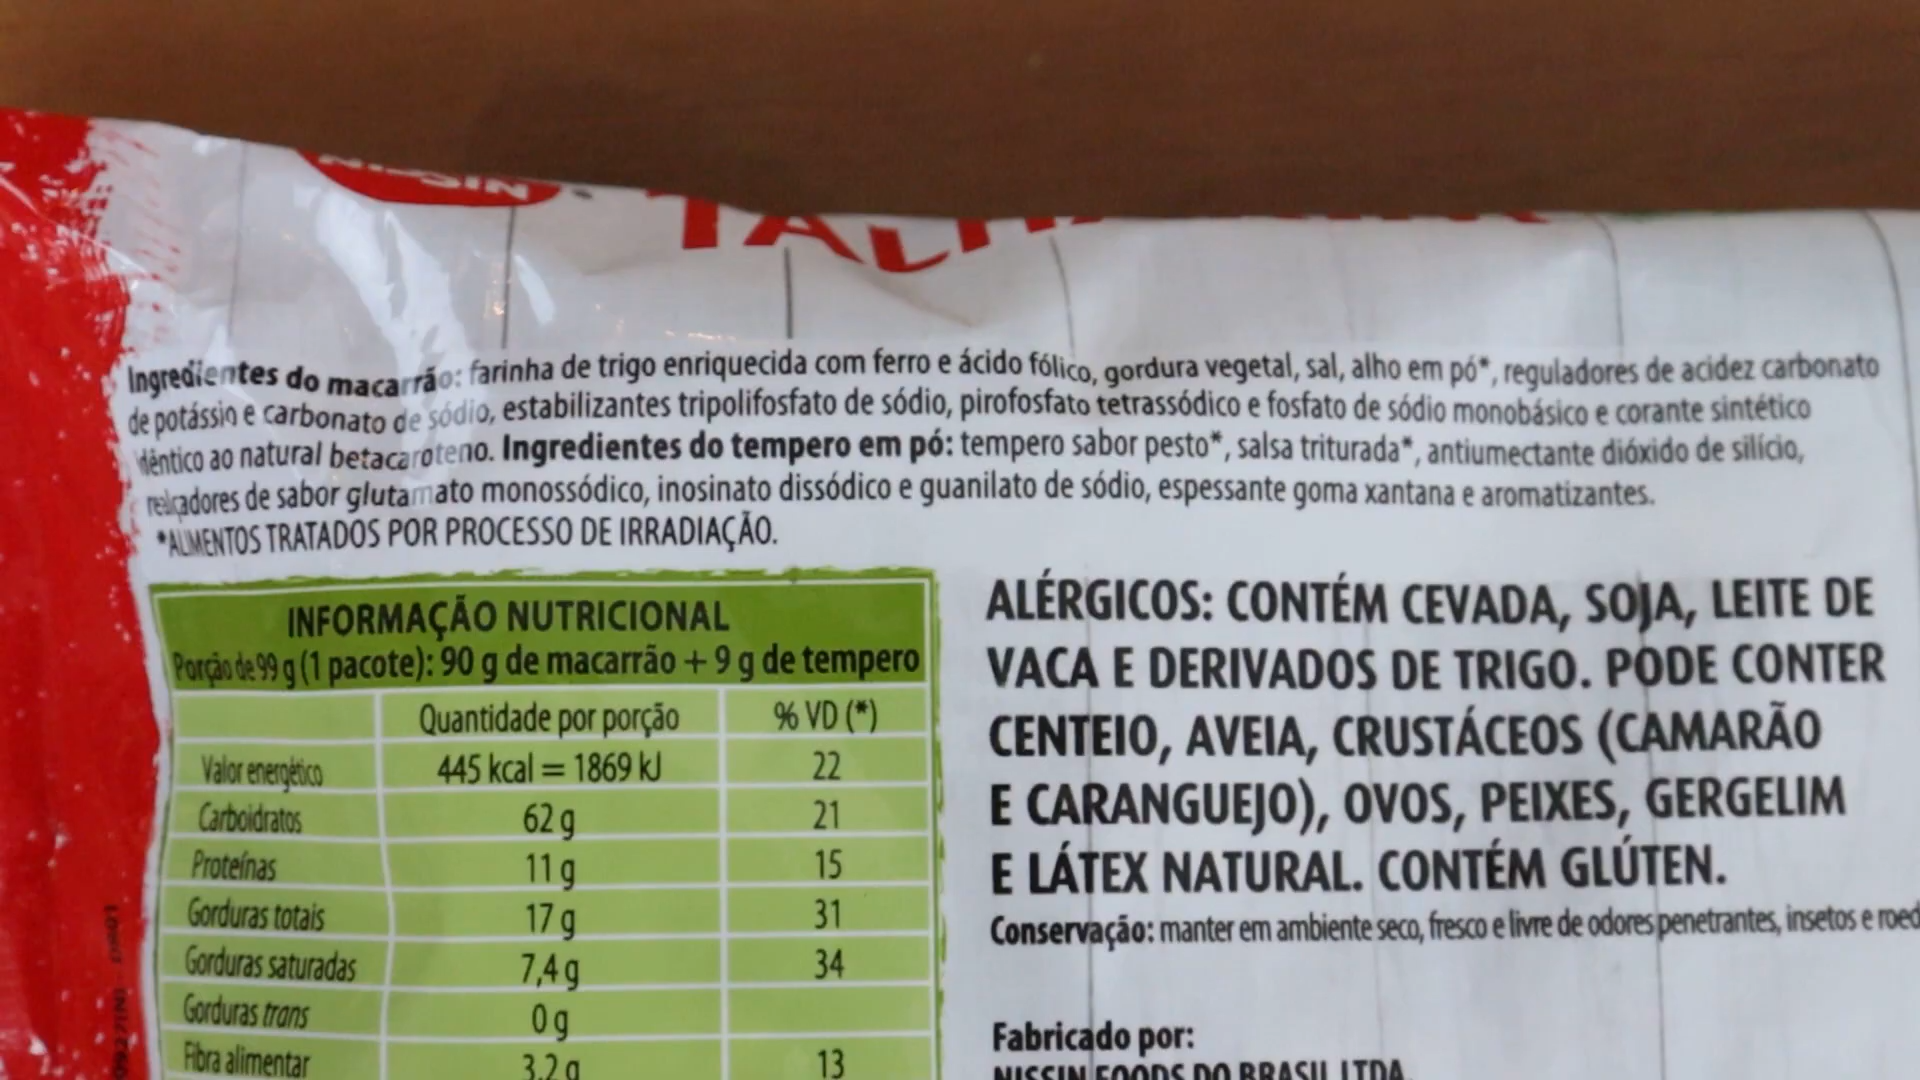 NISSIN
TALH
Ingredientes do macarrão: farinha de trigo enriquecida com ferro e ácido fólico, gordura vegetal, sal, alho em pó*, reguladores de acidez carbonato
de potássio e carbonato de sódio, estabilizantes tripolifosfato de sódio, pirofosfato tetrassódico e fosfato de sódio monobásico e corante sintético
idêntico ao natural betacaroteno. Ingredientes do tempero em pó: tempero sabor pesto*, salsa triturada*, antiumectante dióxido de silício,
realçadores de sabor glutamato monossódico, inosinato dissódico e guanilato de sódio, espessante goma xantana e aromatizantes.
*ALIMENTOS TRATADOS POR PROCESSO DE IRRADIAÇÃO.
INFORMAÇÃO NUTRICIONAL
Porção de 99 g (1 pacote): 90 g de macarrão + 9 g de tempero
Quantidade por porção % VD (*)
Valor energético 445 kcal = 1869 kJ 22
Carboidratos 62 g 21
Proteínas 11 g 15
Gorduras totais 17 g 31
Gorduras saturadas 7,4 g 34
Gorduras trans 0 g
Fibra alimentar 3,2 g 13
ALÉRGICOS: CONTÉM CEVADA, SOJA, LEITE DE
VACA E DERIVADOS DE TRIGO. PODE CONTER
CENTEIO, AVEIA, CRUSTÁCEOS (CAMARÃO
E CARANGUEJO), OVOS, PEIXES, GERGELIM
E LÁTEX NATURAL. CONTÉM GLÚTEN.
Conservação: manter em ambiente seco, fresco e livre de odores penetrantes, insetos e roed
Fabricado por:
NISSIN FOODS DO BRASIL LTDA.